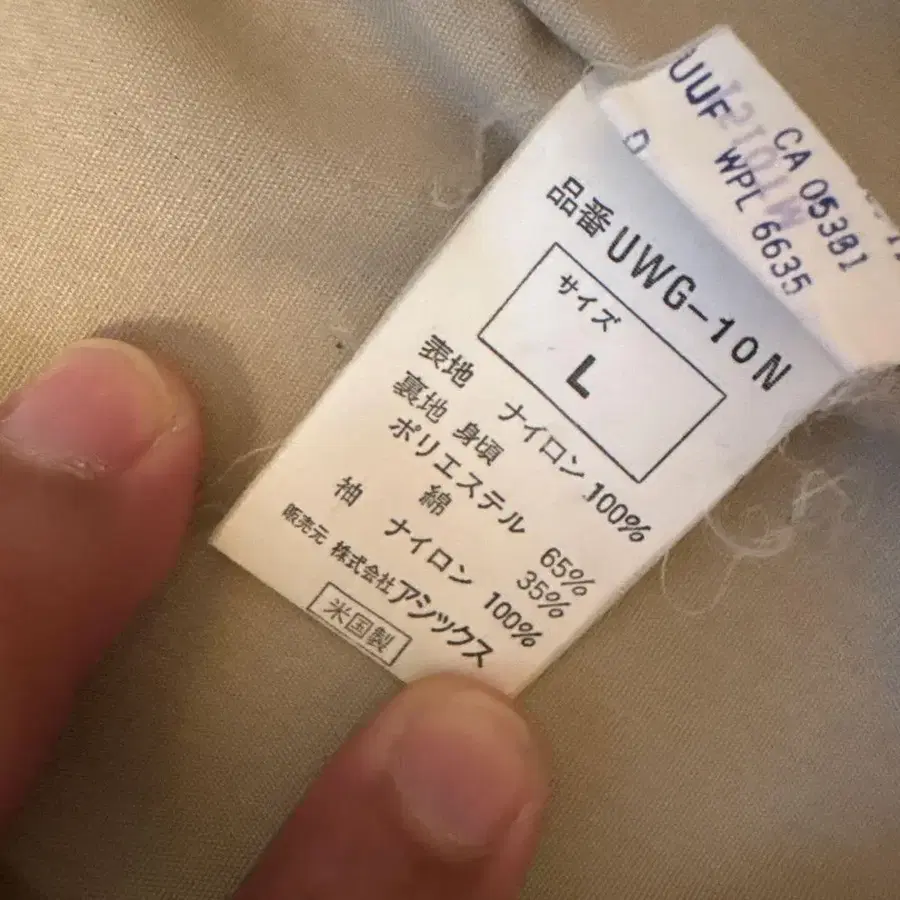 UUF
CA 05381
WPL 6635
品番 UWG-10N
サイズ
L
表地 ナイロン 100%
裏地 身頃
ポリエステル 65%
綿 35%
袖 ナイロン 100%
販売元 株式会社アシックス
米国製